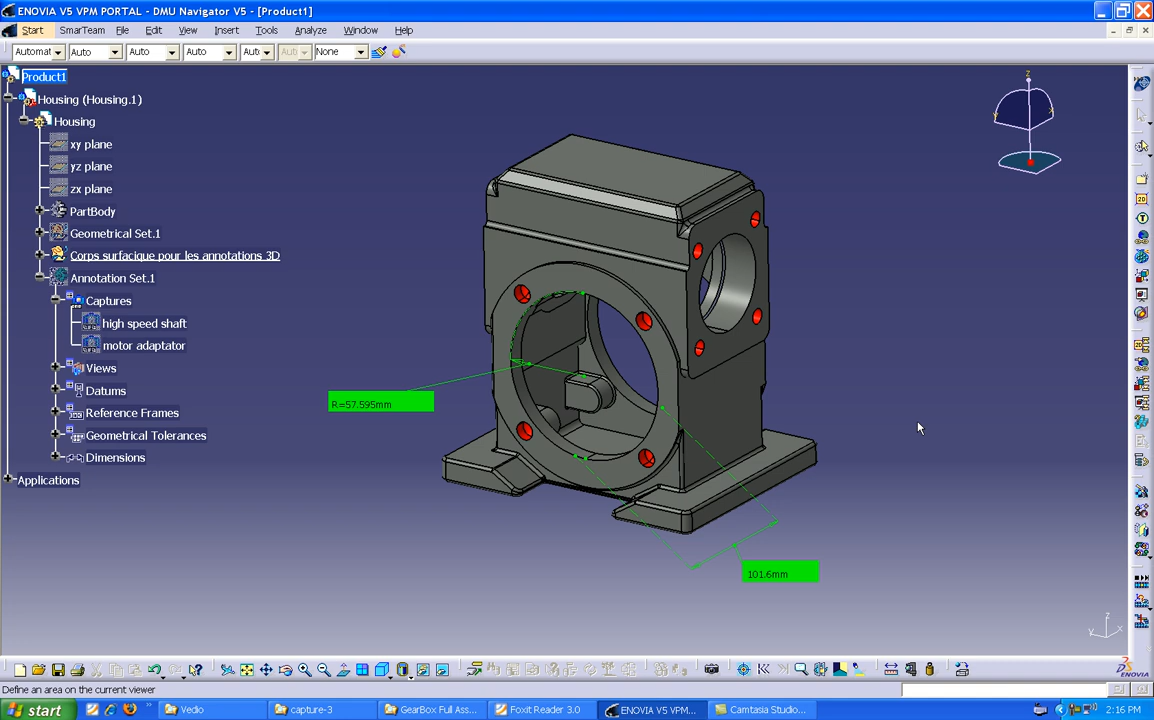 ENOVIA V5 VPM PORTAL - DMU Navigator V5 - [Product1]
Start SmarTeam File Edit View Insert Tools Analyze Window Help
Automat Auto Auto Auto Aut Aut None
Product1
Housing (Housing.1)
Housing
xy plane
yz plane
zx plane
PartBody
Geometrical Set.1
Corps surfacique pour les annotations 3D
Annotation Set.1
Captures
high speed shaft
motor adaptator
Views
Datums
Reference Frames
Geometrical Tolerances
Dimensions
Applications
z
R=57.595mm
101.6mm
z
y x
ENOVIA
Define an area on the current viewer
start Vedio capture-3 GearBox Full Ass... Foxit Reader 3.0 ENOVIA V5 VPM... Camtasia Studio... 2:16 PM